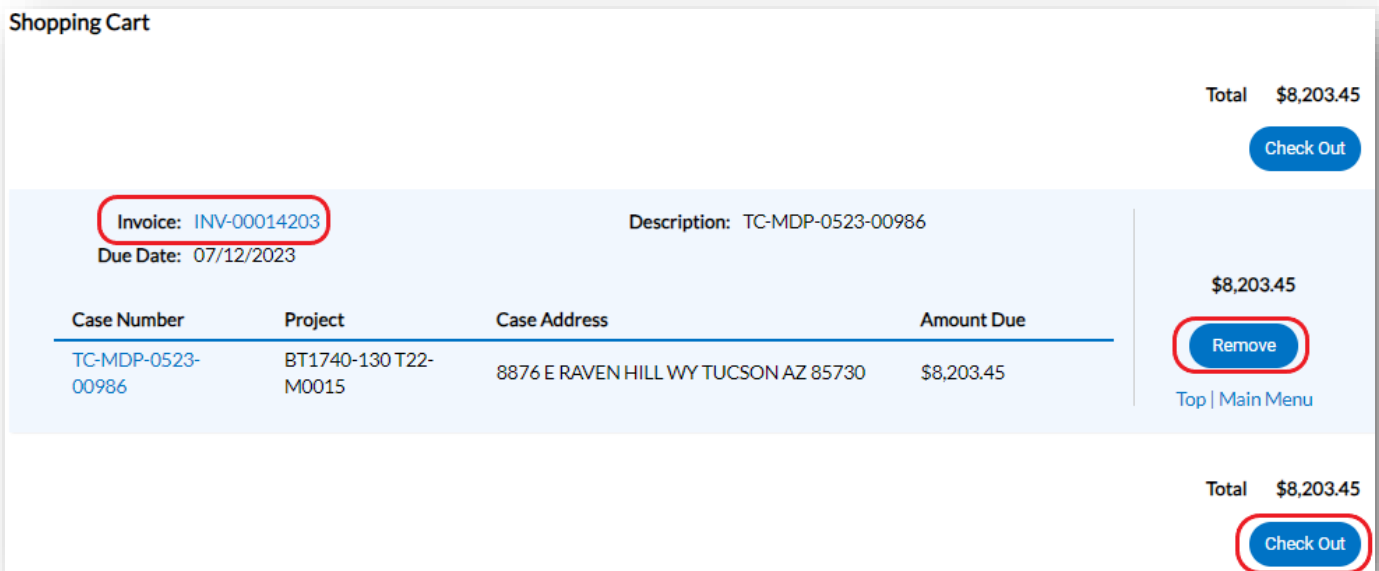 Shopping Cart
Total $8,203.45
Check Out
Invoice: INV-00014203 Description: TC-MDP-0523-00986
Due Date: 07/12/2023
$8,203.45
Case Number Project Case Address Amount Due
Remove
TC-MDP-0523-
00986
BT1740-130 T22-
M0015
8876 E RAVEN HILL WY TUCSON AZ 85730 $8,203.45
Top | Main Menu
Total $8,203.45
Check Out